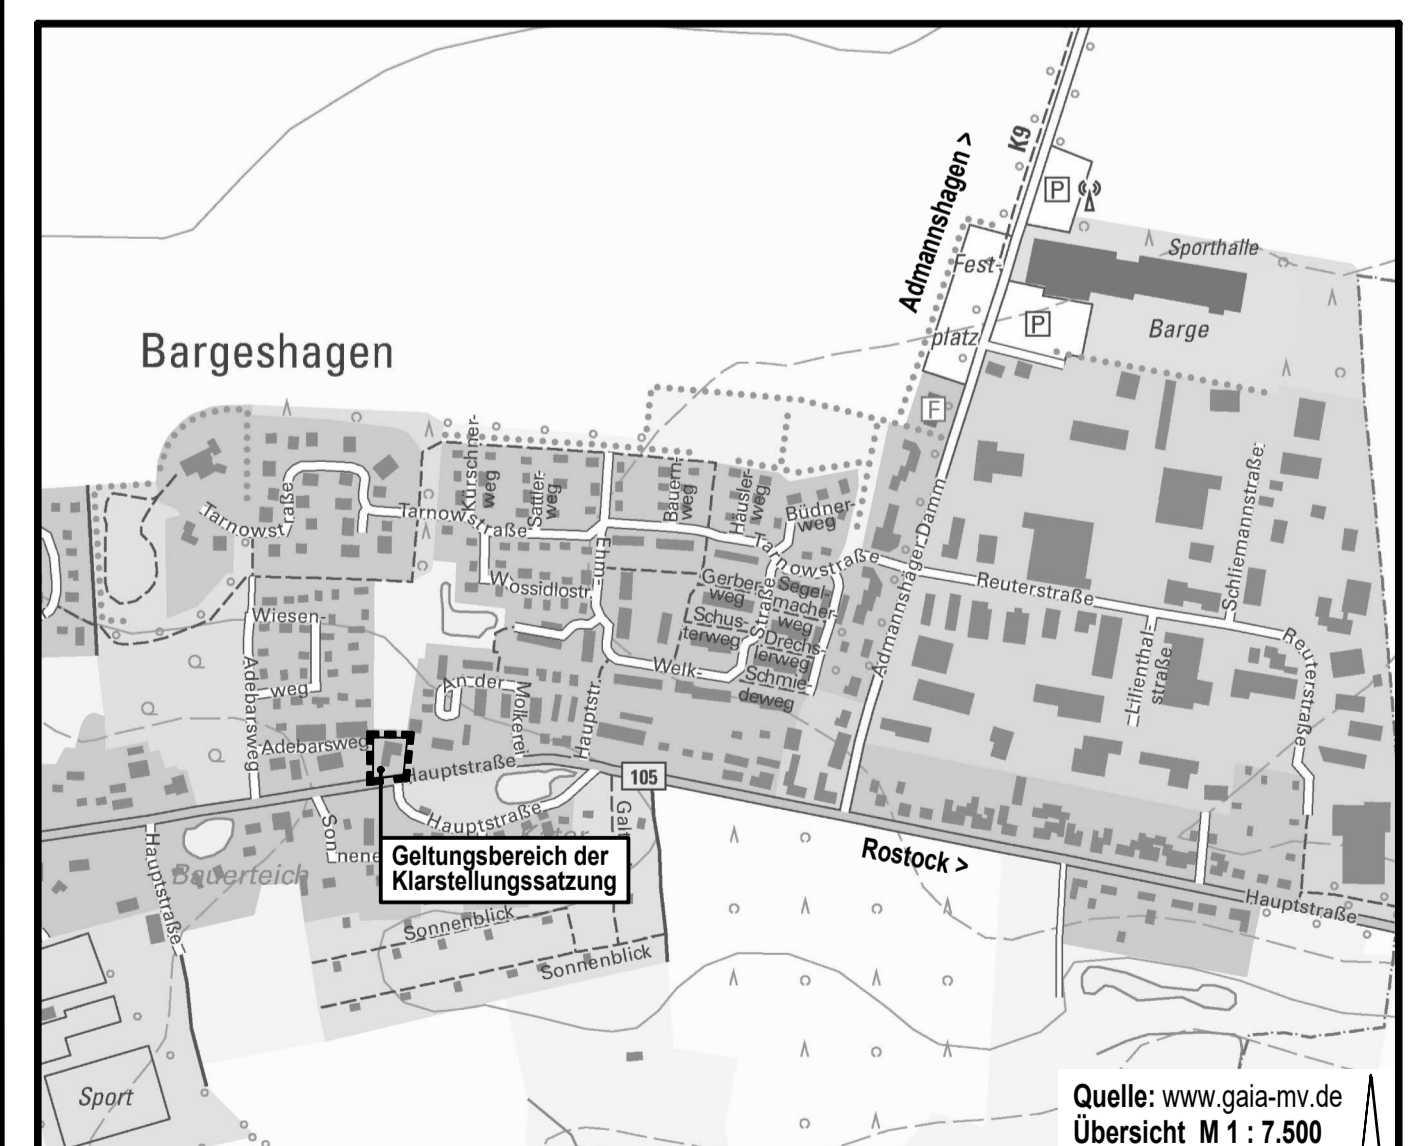 K9
Admannshagen >
P
Sporthalle
Fest-
platz
P
Barge
Bargeshagen
F
Kürschner-
weg
Sattler-
weg
Bauern-
weg
Häusler-
weg
Büdner-
weg
Tarnowstraße
Tarnowstraße
Tarnowstraße
Ehm-
Welk-
Straße
Wossidlostr.
Gerber-
weg
Segel-
macher-
weg
Schus-
terweg
Drechs-
lerweg
Schmie-
deweg
Admannshäger Damm
Admannshäger Damm
Reuterstraße
Schliemannstraße
Lilienthal-
straße
Reuterstraße
Wiesen-
weg
Adebarsweg
Adebarsweg
An der
Molkerei
Hauptstr.
Hauptstraße
105
Hauptstraße
Hauptstraße
Bauerteich
Rostock >
Hauptstraße
Geltungsbereich der
Klarstellungssatzung
Sonnenblick
Sonnenblick
Sport
Quelle: www.gaia-mv.de
Übersicht M 1 : 7.500